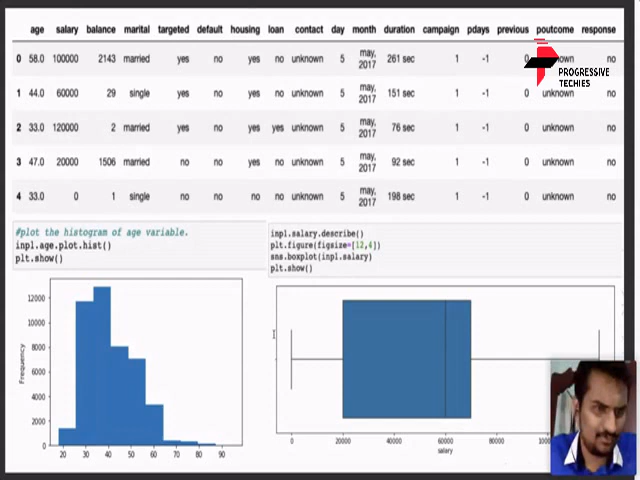 age salary balance marital targeted default housing loan contact day month duration campaign pdays previous poutcome response
0 58.0 100000 2143 married yes no yes no unknown 5 may, 2017 261 sec 1 -1 0 no
1 44.0 60000 29 single yes no yes no unknown 5 may, 2017 151 sec 1 -1 0 unknown no
2 33.0 120000 2 married yes no yes yes unknown 5 may, 2017 76 sec 1 -1 0 unknown no
3 47.0 20000 1506 married no no yes no unknown 5 may, 2017 92 sec 1 -1 0 unknown no
4 33.0 0 1 single no no no no unknown 5 may, 2017 198 sec 1 -1 0 unknown no
PROGRESSIVE
TECHIES
#plot the histogram of age variable.
inp1.age.plot.hist()
plt.show()
inp1.salary.describe()
plt.figure(figsize=[12,4])
sns.boxplot(inp1.salary)
plt.show()
Frequency
12000
10000
8000
6000
4000
2000
0
20 30 40 50 60 70 80 90
0 20000 40000 60000 80000
salary